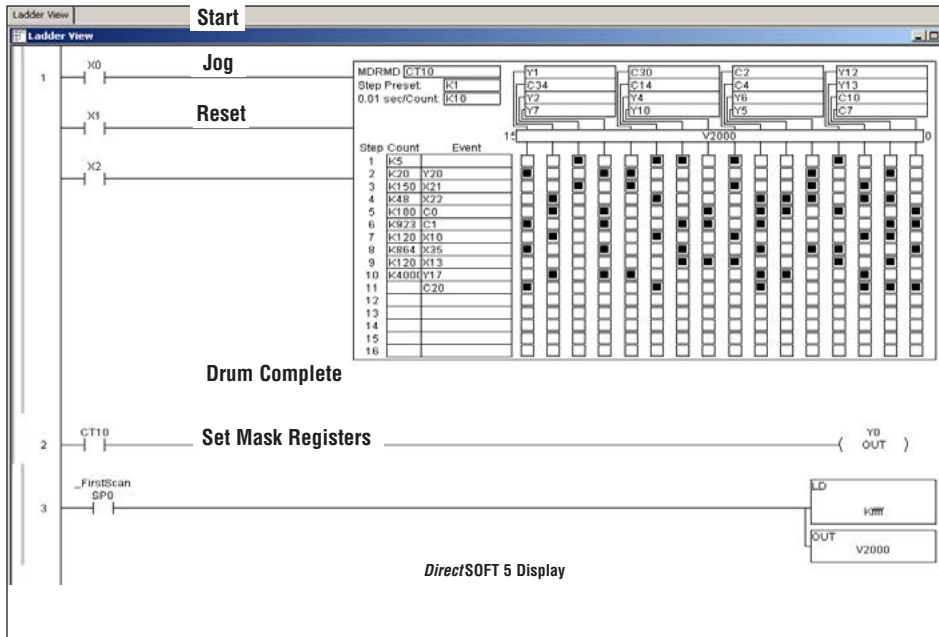 Ladder View
Start
Ladder View
X0
Jog
1
MDRMD CT10
Step Preset: K1
0.01 sec/Count: K10
Y1 C30 C2 Y12
C34 C14 C4 Y13
Y2 Y4 Y6 C10
Y7 Y10 Y5 C7
X1
Reset
15 V2000 0
Step Count Event
X2
1 K5
2 K20 Y20
3 K150 X21
4 K48 X22
5 K180 C0
6 K923 C1
7 K120 X10
8 K864 X35
9 K120 X13
10 K4000 Y17
11 C20
12
13
14
15
16
Drum Complete
CT10
Set Mask Registers
Y0
2
OUT
_FirstScan
SP0
3
LD
Kffff
OUT
V2000
DirectSOFT 5 Display